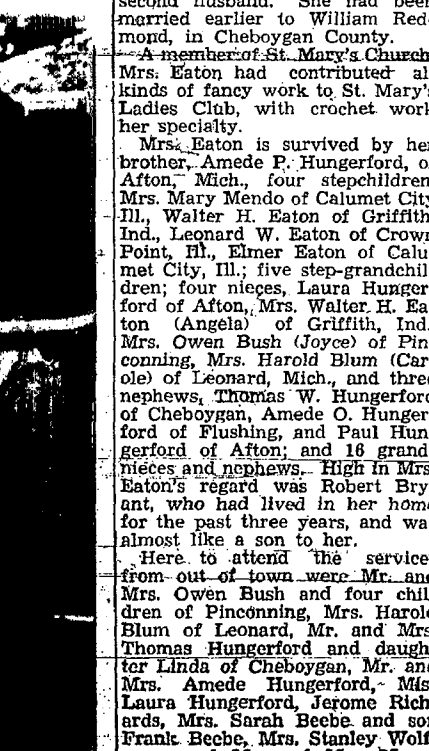 second husband. She had been
married earlier to William Red-
mond, in Cheboygan County.
A member of St. Mary's Church
Mrs. Eaton had contributed al
kinds of fancy work to St. Mary's
Ladies Club, with crochet work
her specialty.
Mrs. Eaton is survived by her
brother, Amede P. Hungerford, o
Afton, Mich., four stepchildren
Mrs. Mary Mendo of Calumet City
Ill., Walter H. Eaton of Griffith
Ind., Leonard W. Eaton of Crown
Point, Ill., Elmer Eaton of Calu
met City, Ill.; five step-grandchil
dren; four nieces, Laura Hunger
ford of Afton, Mrs. Walter H. Ea
ton (Angela) of Griffith, Ind.
Mrs. Owen Bush (Joyce) of Pin
conning, Mrs. Harold Blum (Car
ole) of Leonard, Mich., and three
nephews, Thomas W. Hungerford
of Cheboygan, Amede O. Hunger
ford of Flushing, and Paul Hun
gerford of Afton; and 16 grand
nieces and nephews. High in Mrs
Eaton's regard was Robert Bry
ant, who had lived in her home
for the past three years, and wa
almost like a son to her.
Here to attend the service
from out of town were Mr. and
Mrs. Owen Bush and four chil
dren of Pinconning, Mrs. Harold
Blum of Leonard, Mr. and Mrs
Thomas Hungerford and daugh
ter Linda of Cheboygan, Mr. and
Mrs. Amede Hungerford, Mis
Laura Hungerford, Jerome Rich
ards, Mrs. Sarah Beebe and son
Frank Beebe, Mrs. Stanley Wolf